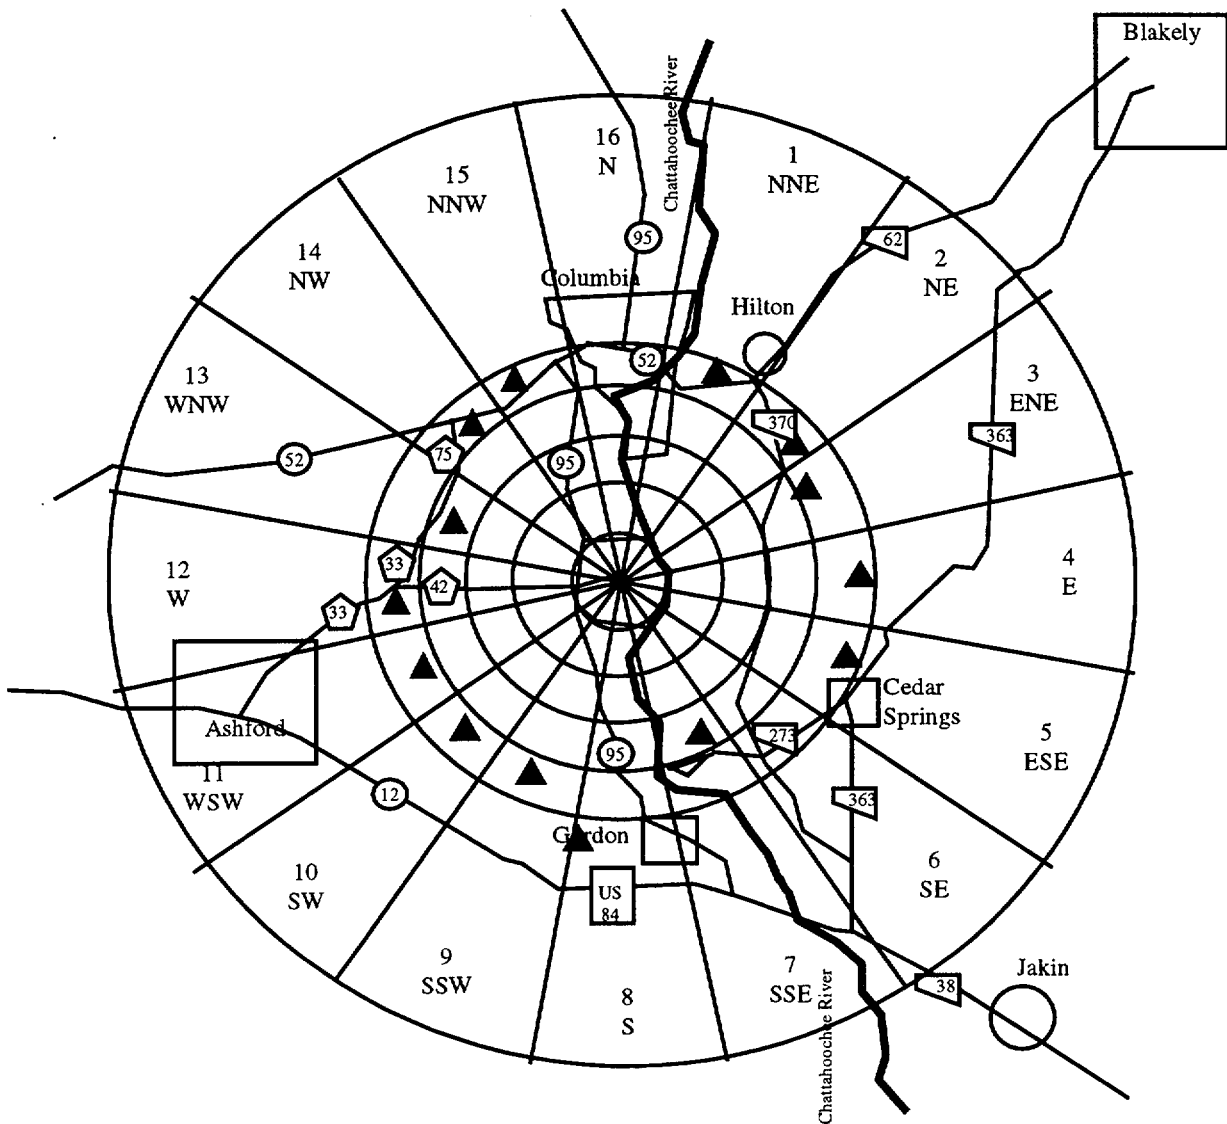 Blakely
Chattahoochee River
16
N
1
NNE
15
NNW
95
62
14
NW
2
NE
Columbia
Hilton
52
13
WNW
3
ENE
370
363
75
52
95
12
W
33
42
33
4
E
Cedar
Springs
Ashford
273
5
ESE
95
11
WSW
12
363
Gordon
10
SW
US
84
6
SE
9
SSW
7
SSE
Jakin
38
8
S
Chattahoochee River